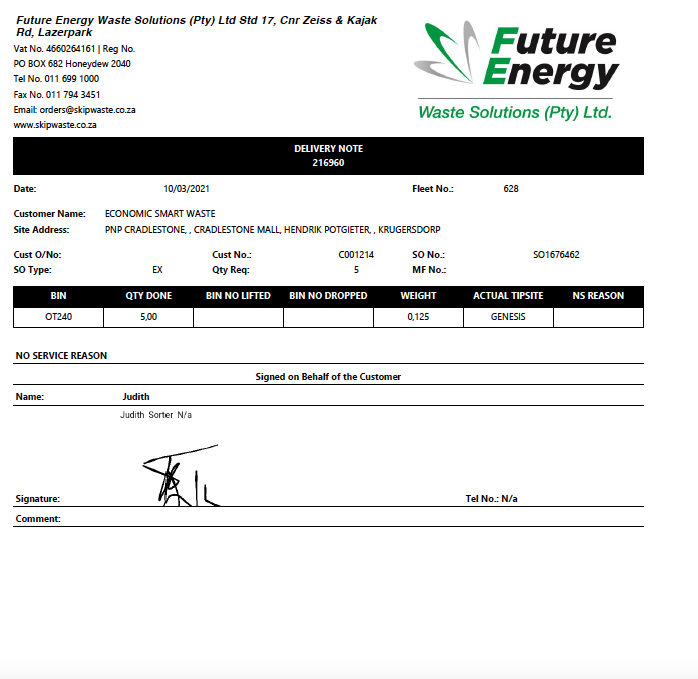 Future Energy Waste Solutions (Pty) Ltd Std 17, Cnr Zeiss & Kajak
Rd, Lazerpark
Vat No. 4660264161 | Reg No.
PO BOX 682 Honeydew 2040
Tel No. 011 699 1000
Fax No. 011 794 3451
Email: orders@skipwaste.co.za
www.skipwaste.co.za
Future
Energy
Waste Solutions (Pty) Ltd.
DELIVERY NOTE
216960
Date: 10/03/2021 Fleet No.: 628
Customer Name: ECONOMIC SMART WASTE
Site Address: PNP CRADLESTONE, , CRADLESTONE MALL, HENDRIK POTGIETER, , KRUGERSDORP
Cust O/No: Cust No.: C001214 SO No.: SO1676462
SO Type: EX Qty Req: 5 MF No.:
BIN QTY DONE BIN NO LIFTED BIN NO DROPPED WEIGHT ACTUAL TIPSITE NS REASON
OT240 5,00 0,125 GENESIS
NO SERVICE REASON
Signed on Behalf of the Customer
Name: Judith
Judith Sorter N/a
Signature: Tel No.: N/a
Comment: